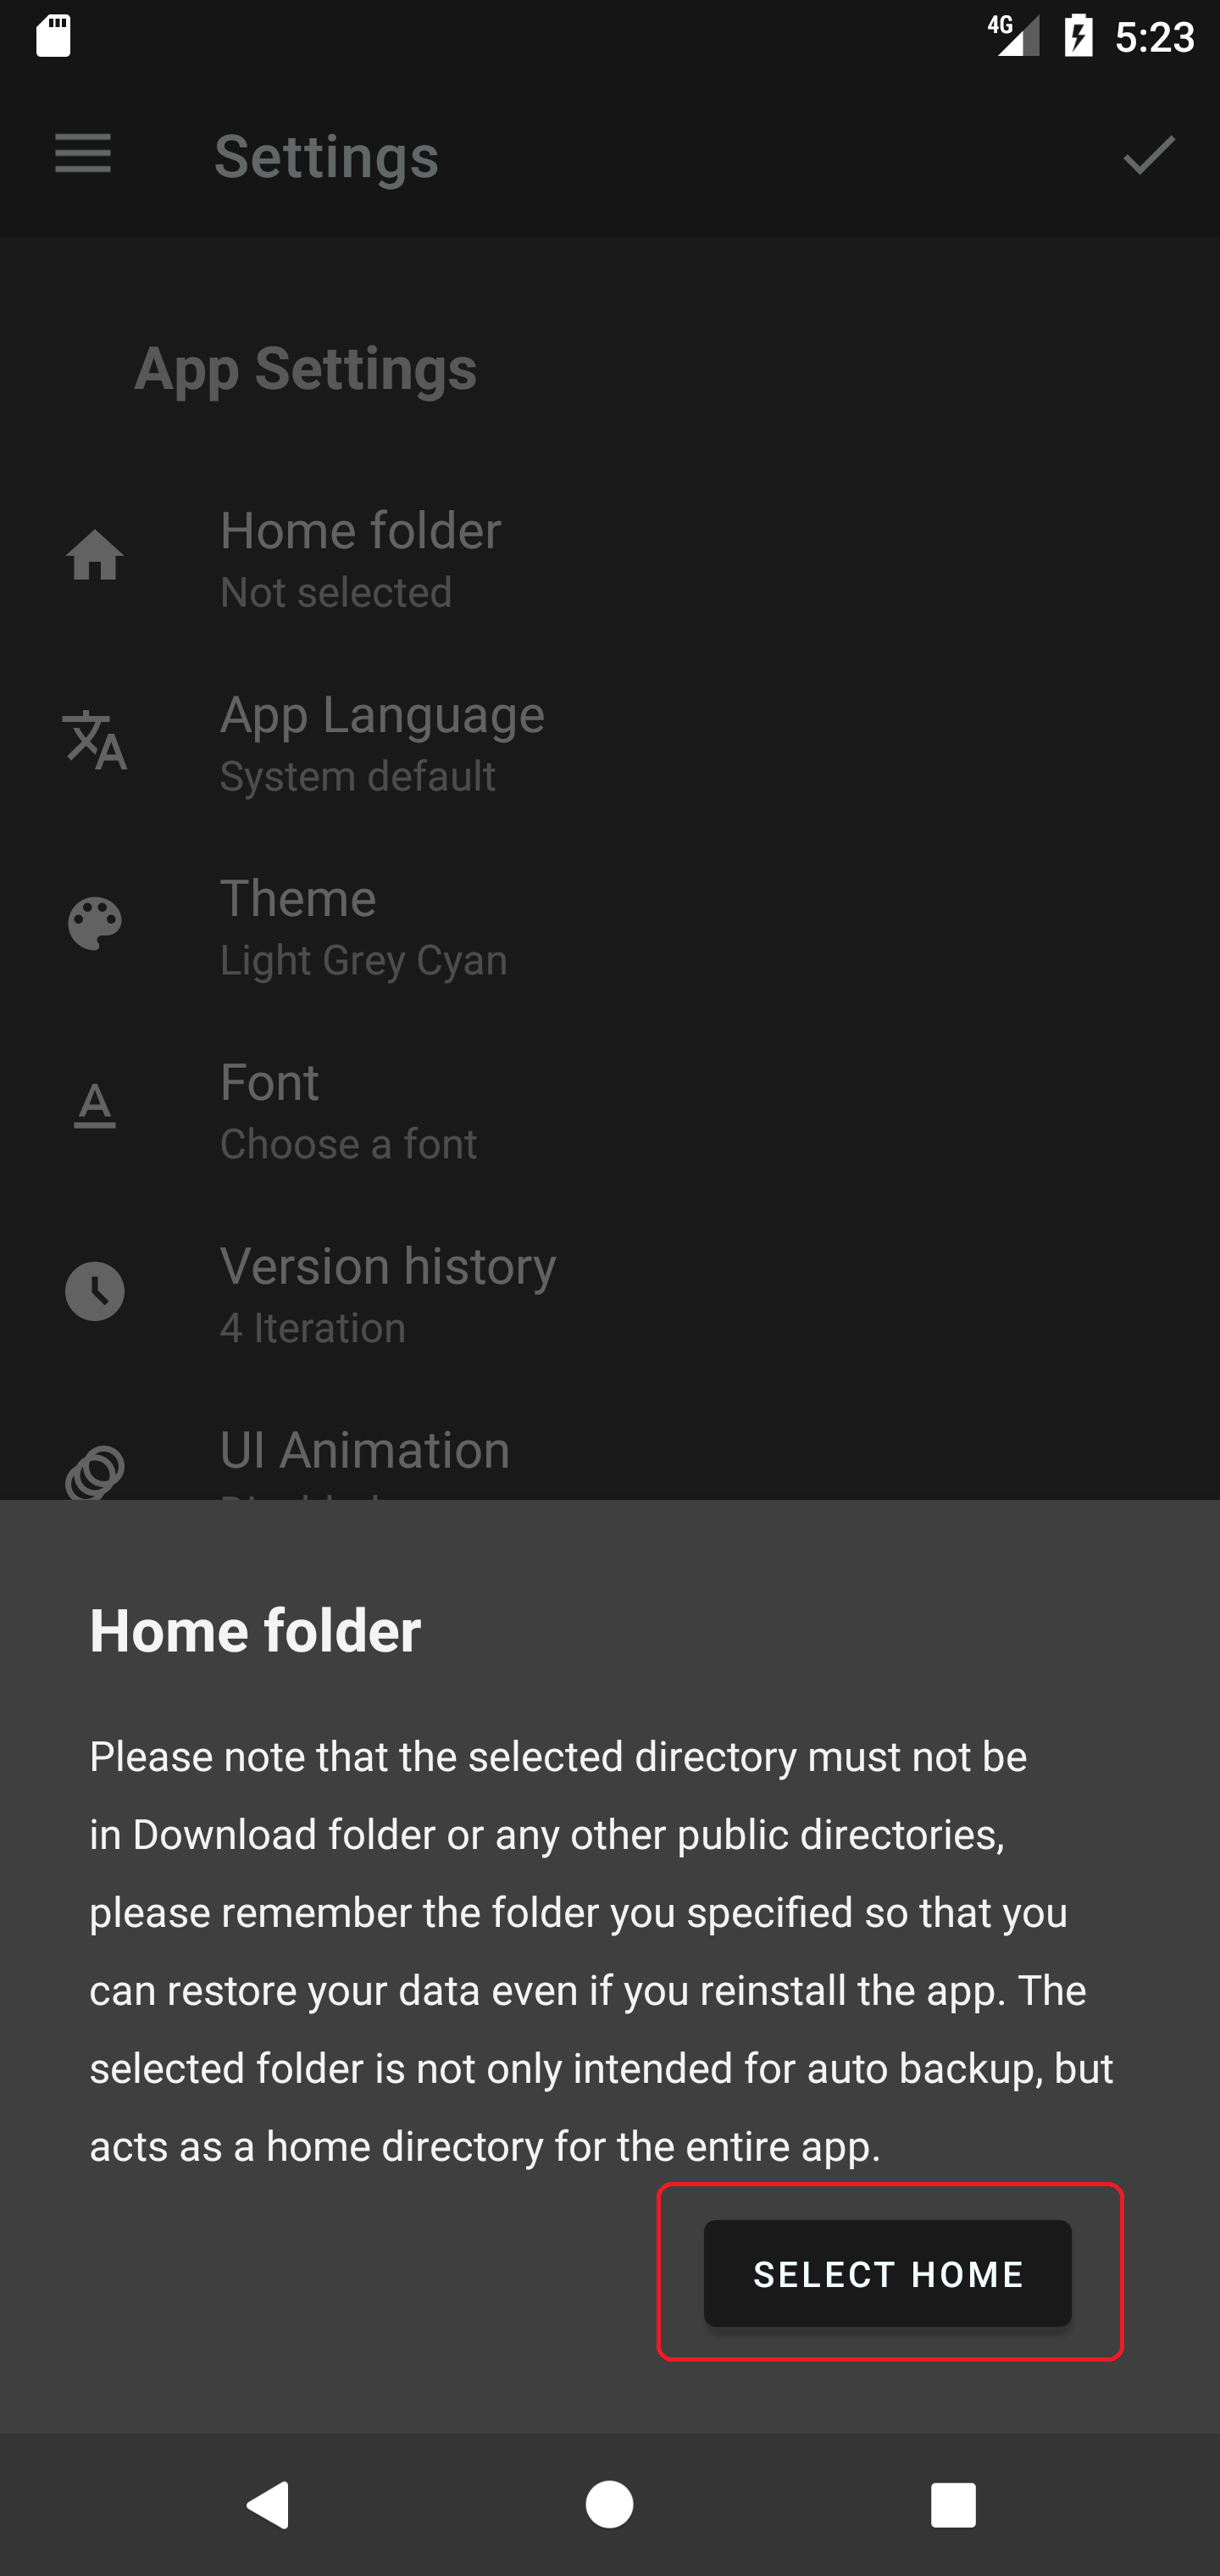 4G 5:23
Settings
App Settings
Home folder
Not selected
App Language
System default
Theme
Light Grey Cyan
Font
Choose a font
Version history
4 Iteration
UI Animation
Home folder
Please note that the selected directory must not be
in Download folder or any other public directories,
please remember the folder you specified so that you
can restore your data even if you reinstall the app. The
selected folder is not only intended for auto backup, but
acts as a home directory for the entire app.
SELECT HOME